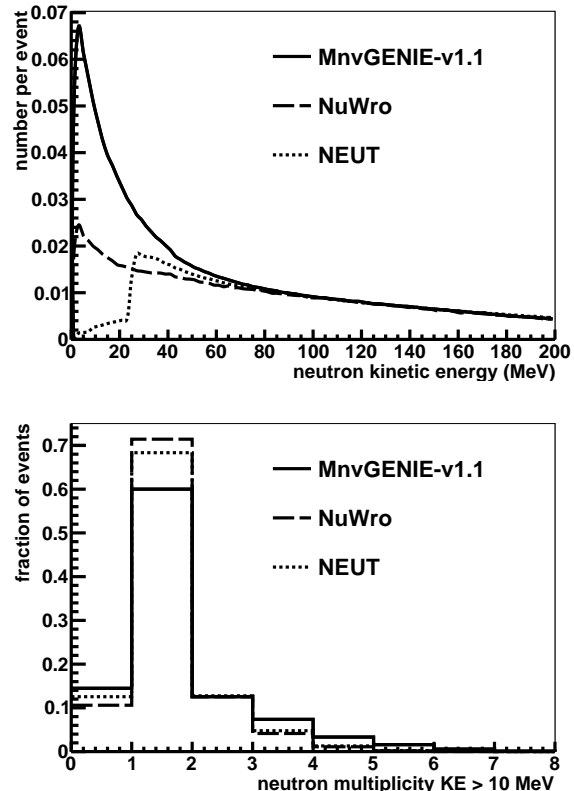 number per event
0.07
0.06
0.05
0.04
0.03
0.02
0.01
0
MnvGENIE-v1.1
NuWro
NEUT
0 20 40 60 80 100 120 140 160 180 200
neutron kinetic energy (MeV)
fraction of events
0.7
0.6
0.5
0.4
0.3
0.2
0.1
0
MnvGENIE-v1.1
NuWro
NEUT
0 1 2 3 4 5 6 7 8
neutron multiplicity KE > 10 MeV